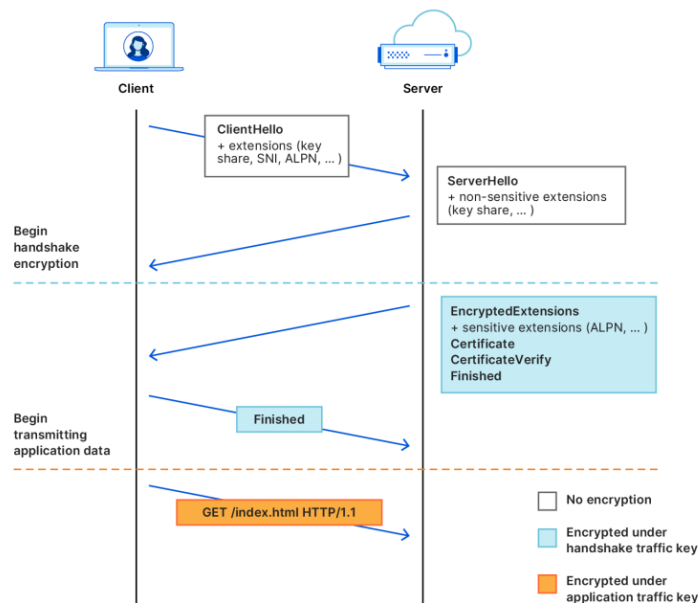 Client
Server
ClientHello
+ extensions (key
share, SNI, ALPN, ... )
ServerHello
+ non-sensitive extensions
(key share, ... )
Begin
handshake
encryption
EncryptedExtensions
+ sensitive extensions (ALPN, ... )
Certificate
CertificateVerify
Finished
Finished
Begin
transmitting
application data
GET /index.html HTTP/1.1
No encryption
Encrypted under
handshake traffic key
Encrypted under
application traffic key